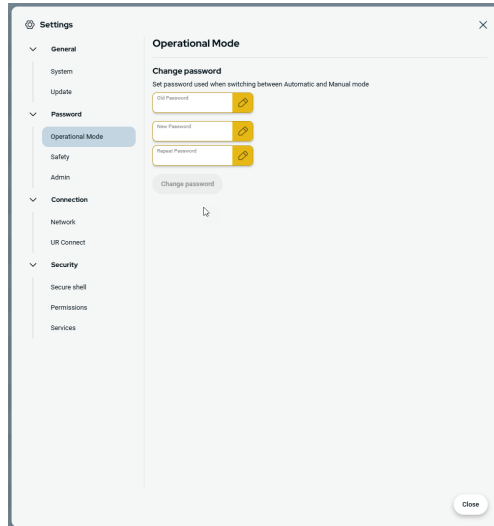 Settings
General
System
Update
Password
Operational Mode
Safety
Admin
Connection
Network
UR Connect
Security
Secure shell
Permissions
Services
Operational Mode
Change password
Set password used when switching between Automatic and Manual mode
Old Password
New Password
Repeat Password
Change password
Close